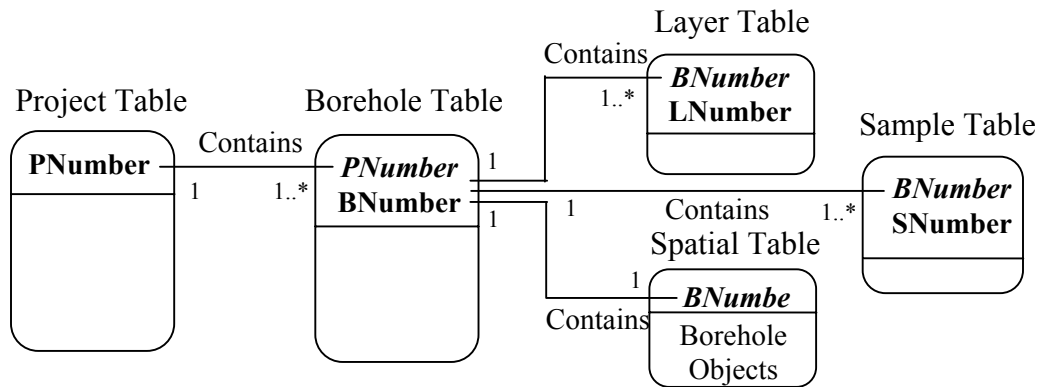 Project Table
PNumber
Contains
1
1..*
Borehole Table
PNumber
BNumber
1
1
1
Contains
1..*
Layer Table
BNumber
LNumber
Contains
1..*
Sample Table
BNumber
SNumber
Spatial Table
1
Contains
BNumbe
Borehole
Objects